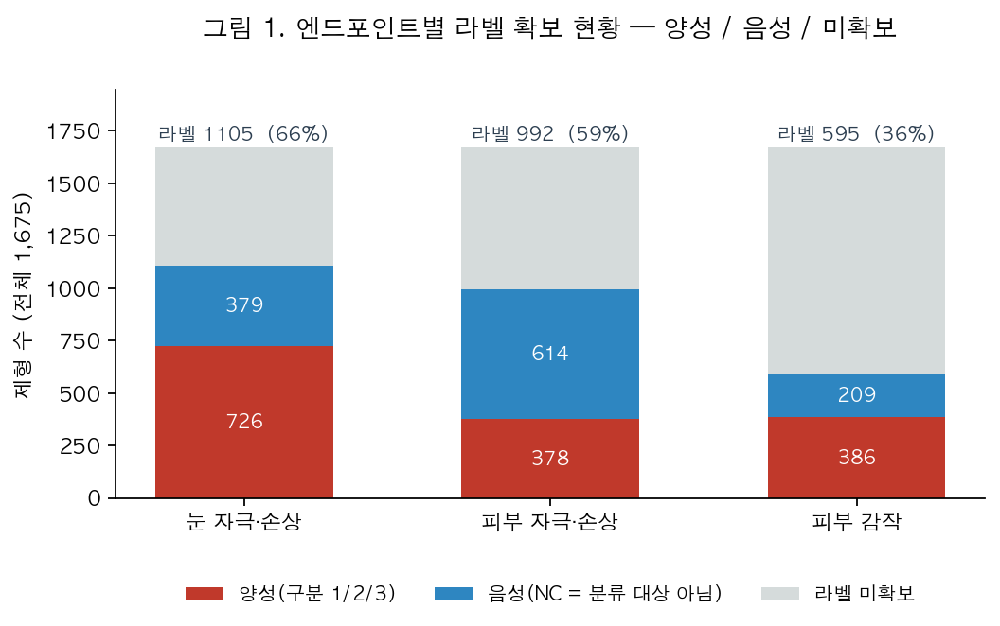 그림 1. 엔드포인트별 라벨 확보 현황 — 양성 / 음성 / 미확보
제형 수 (전체 1,675)
1750
1500
1250
1000
750
500
250
0
라벨 1105 (66%)
라벨 992 (59%)
라벨 595 (36%)
379
726
614
378
209
386
눈 자극·손상
피부 자극·손상
피부 감작
양성(구분 1/2/3)
음성(NC = 분류 대상 아님)
라벨 미확보